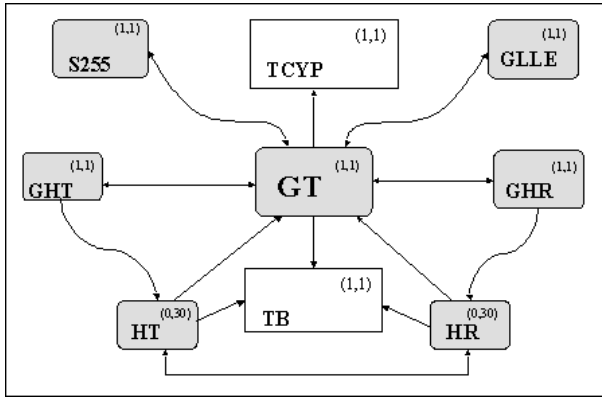 (1,1)
S255
(1,1)
TCYP
(1,1)
GLLE
(1,1)
GHT
(1,1)
GT
(1,1)
GHR
(1,1)
TB
(0,30)
HT
(0,30)
HR